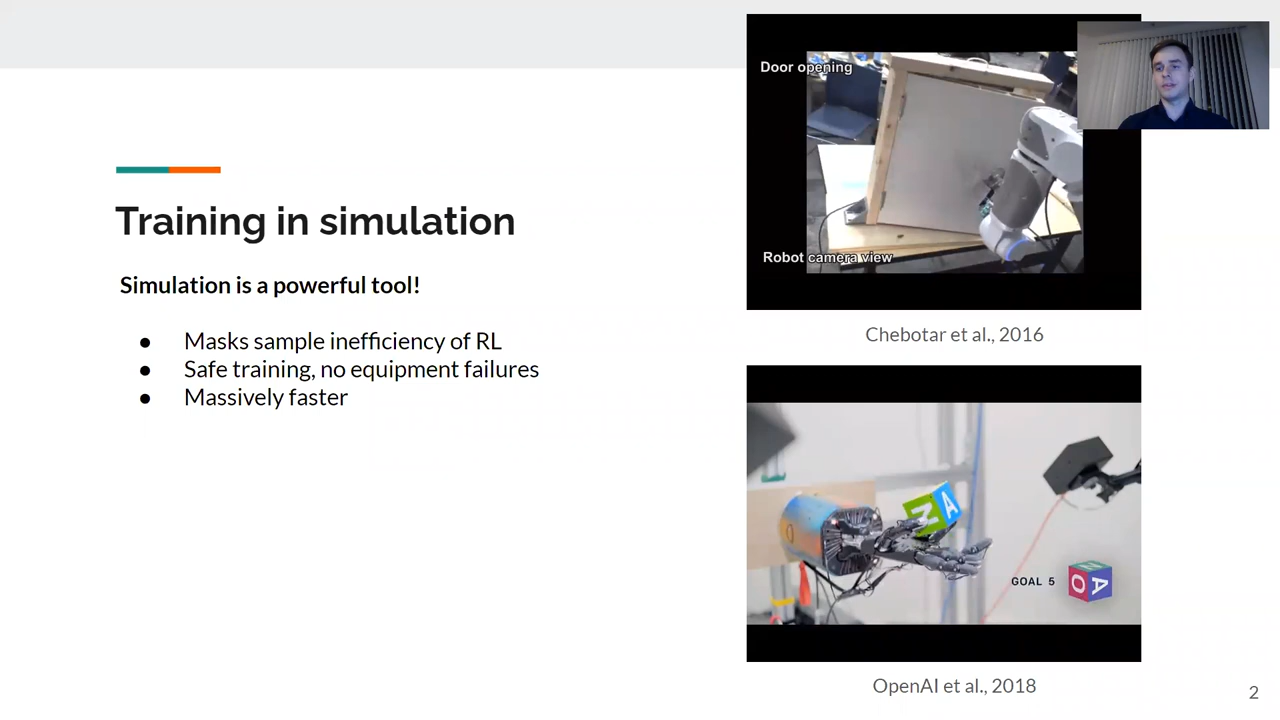 Training in simulation
Simulation is a powerful tool!
● Masks sample inefficiency of RL
● Safe training, no equipment failures
● Massively faster
Door opening
Robot camera view
Chebotar et al., 2016
N A
GOAL 5
N
O A
OpenAI et al., 2018
2